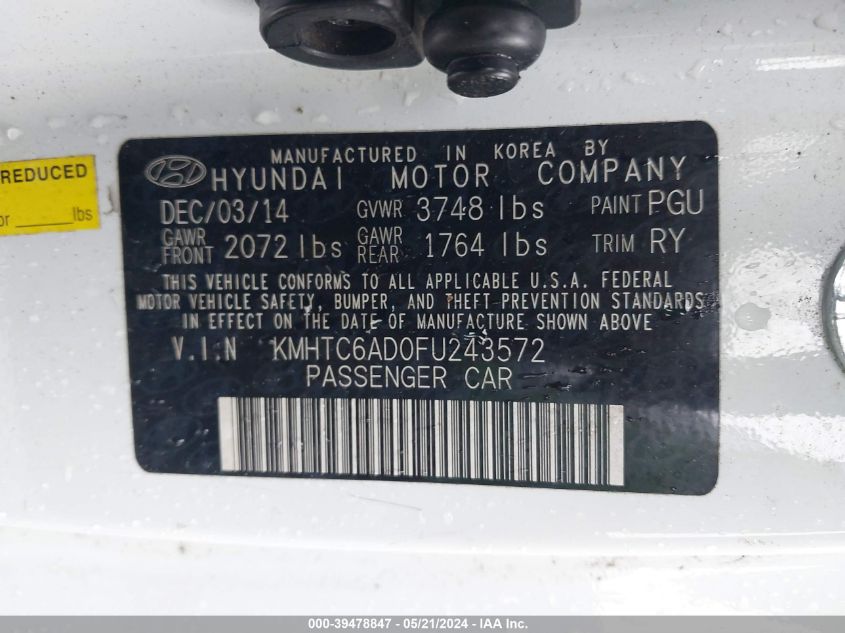 MANUFACTURED IN KOREA BY
HYUNDAI MOTOR COMPANY
REDUCED
or ____ lbs
DEC/03/14 GVWR 3748 lbs PAINT PGU
GAWR FRONT 2072 lbs GAWR REAR 1764 lbs TRIM RY
THIS VEHICLE CONFORMS TO ALL APPLICABLE U.S.A. FEDERAL
MOTOR VEHICLE SAFETY, BUMPER, AND THEFT PREVENTION STANDARDS
IN EFFECT ON THE DATE OF MANUFACTURE SHOWN ABOVE
V.I.N KMHTC6AD0FU243572
PASSENGER CAR
000-39478847 - 05/21/2024 - IAA Inc.